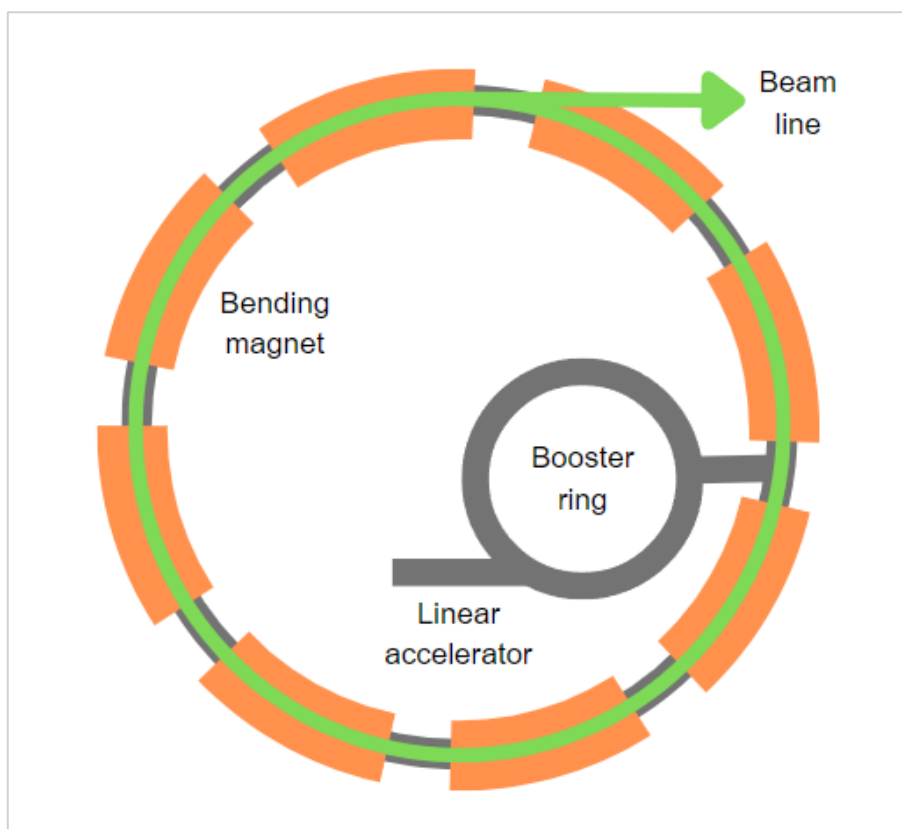 Beam
line
Bending
magnet
Booster
ring
Linear
accelerator